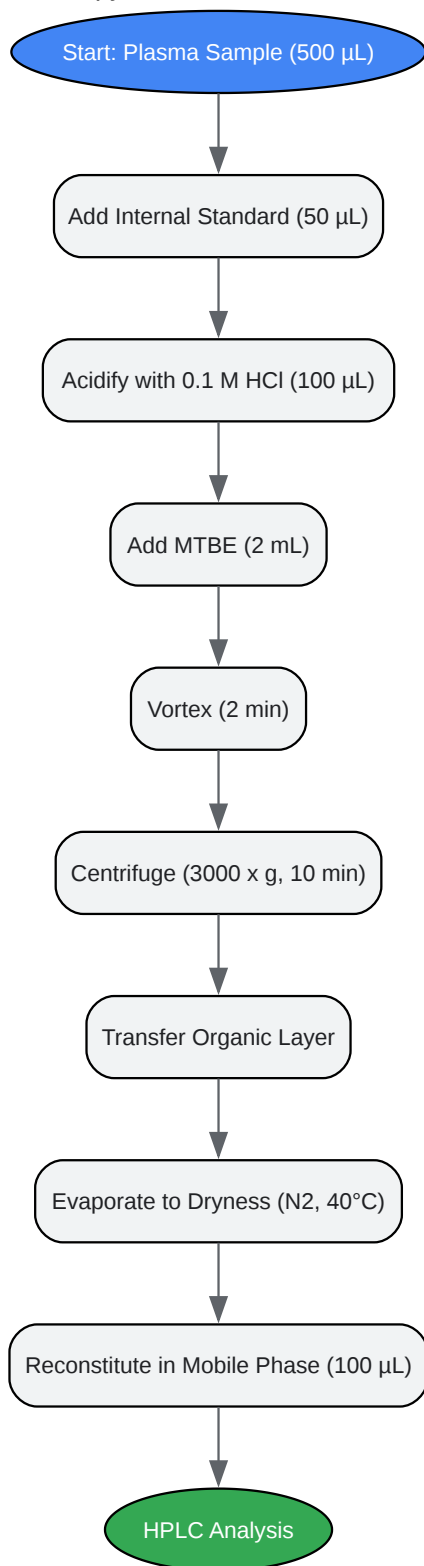 Start: Plasma Sample (500 µL)
Add Internal Standard (50 µL)
Acidify with 0.1 M HCl (100 µL)
Add MTBE (2 mL)
Vortex (2 min)
Centrifuge (3000 x g, 10 min)
Transfer Organic Layer
Evaporate to Dryness (N2, 40°C)
Reconstitute in Mobile Phase (100 µL)
HPLC Analysis